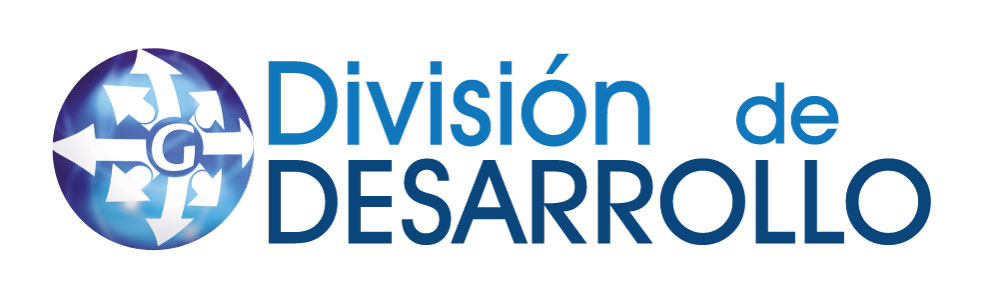 G
División de
DESARROLLO